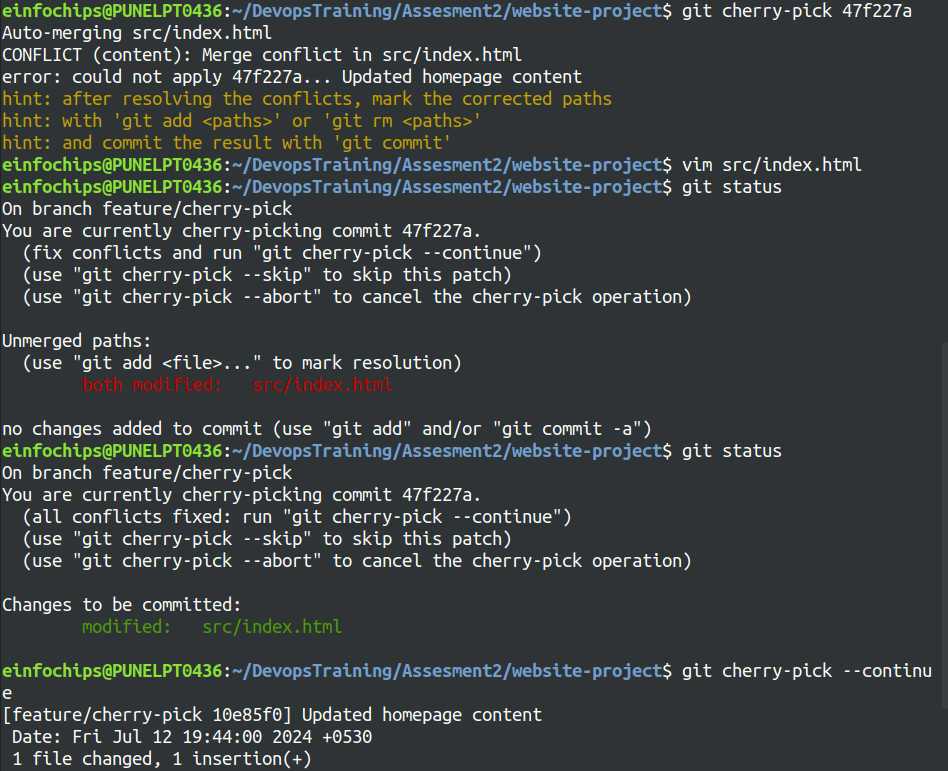 einfochips@PUNELPT0436:~/DevopsTraining/Assesment2/website-project$ git cherry-pick 47f227a
Auto-merging src/index.html
CONFLICT (content): Merge conflict in src/index.html
error: could not apply 47f227a... Updated homepage content
hint: after resolving the conflicts, mark the corrected paths
hint: with 'git add <paths>' or 'git rm <paths>'
hint: and commit the result with 'git commit'
einfochips@PUNELPT0436:~/DevopsTraining/Assesment2/website-project$ vim src/index.html
einfochips@PUNELPT0436:~/DevopsTraining/Assesment2/website-project$ git status
On branch feature/cherry-pick
You are currently cherry-picking commit 47f227a.
  (fix conflicts and run "git cherry-pick --continue")
  (use "git cherry-pick --skip" to skip this patch)
  (use "git cherry-pick --abort" to cancel the cherry-pick operation)

Unmerged paths:
  (use "git add <file>..." to mark resolution)
        both modified:   src/index.html

no changes added to commit (use "git add" and/or "git commit -a")
einfochips@PUNELPT0436:~/DevopsTraining/Assesment2/website-project$ git status
On branch feature/cherry-pick
You are currently cherry-picking commit 47f227a.
  (all conflicts fixed: run "git cherry-pick --continue")
  (use "git cherry-pick --skip" to skip this patch)
  (use "git cherry-pick --abort" to cancel the cherry-pick operation)

Changes to be committed:
        modified:   src/index.html

einfochips@PUNELPT0436:~/DevopsTraining/Assesment2/website-project$ git cherry-pick --continu
e
[feature/cherry-pick 10e85f0] Updated homepage content
 Date: Fri Jul 12 19:44:00 2024 +0530
 1 file changed, 1 insertion(+)